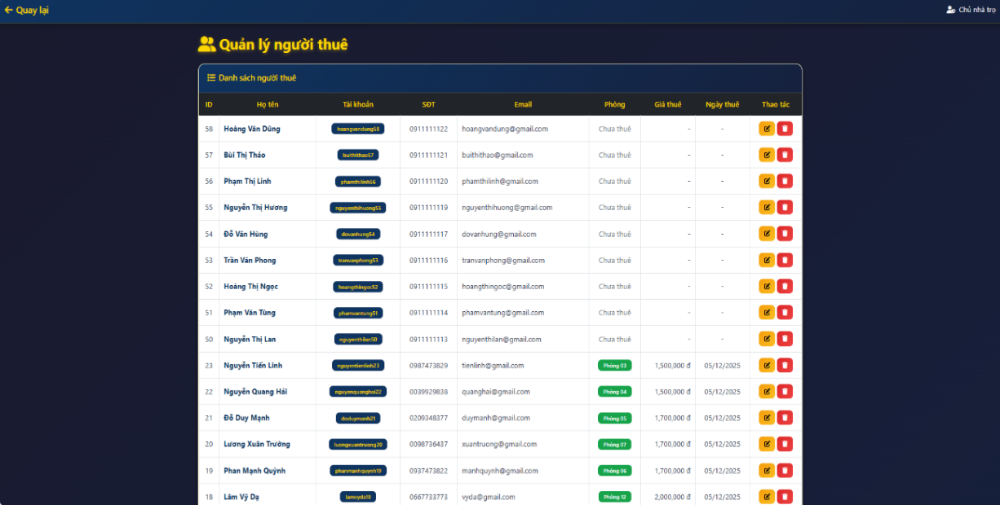 Quay lại
Chủ nhà trọ
Quản lý người thuê
Danh sách người thuê
ID Họ tên Tài khoản SĐT Email Phòng Giá thuê Ngày thuê Thao tác
58 Hoàng Văn Dũng hoangvandung58 0911111122 hoangvandung@gmail.com Chưa thuê - -
57 Bùi Thị Thảo buithithao57 0911111121 buithithao@gmail.com Chưa thuê - -
56 Phạm Thị Linh phamthilinh56 0911111120 phamthilinh@gmail.com Chưa thuê - -
55 Nguyễn Thị Hương nguyenthihuong55 0911111119 nguyenthihuong@gmail.com Chưa thuê - -
54 Đỗ Văn Hùng dovanhung54 0911111117 dovanhung@gmail.com Chưa thuê - -
53 Trần Văn Phong tranvanphong53 0911111116 tranvanphong@gmail.com Chưa thuê - -
52 Hoàng Thị Ngọc hoangthingoc52 0911111115 hoangthingoc@gmail.com Chưa thuê - -
51 Phạm Văn Tùng phamvantung51 0911111114 phamvantung@gmail.com Chưa thuê - -
50 Nguyễn Thị Lan nguyenthilan50 0911111113 nguyenthilan@gmail.com Chưa thuê - -
23 Nguyễn Tiến Linh nguyentienlinh23 0987473829 tienlinh@gmail.com Phòng 03 1,500,000 đ 05/12/2025
22 Nguyễn Quang Hải nguyenquanghai22 0039929838 quanghai@gmail.com Phòng 04 1,500,000 đ 05/12/2025
21 Đỗ Duy Mạnh doduymanh21 0209348377 duymanh@gmail.com Phòng 05 1,700,000 đ 05/12/2025
20 Lương Xuân Trường luongxuantruong20 0098736437 xuantruong@gmail.com Phòng 07 1,700,000 đ 05/12/2025
19 Phan Mạnh Quỳnh phanmanhquynh19 0937473822 manhquynh@gmail.com Phòng 06 1,700,000 đ 05/12/2025
18 Lâm Vỹ Dạ lamvyda18 0667733773 vyda@gmail.com Phòng 12 2,000,000 đ 05/12/2025